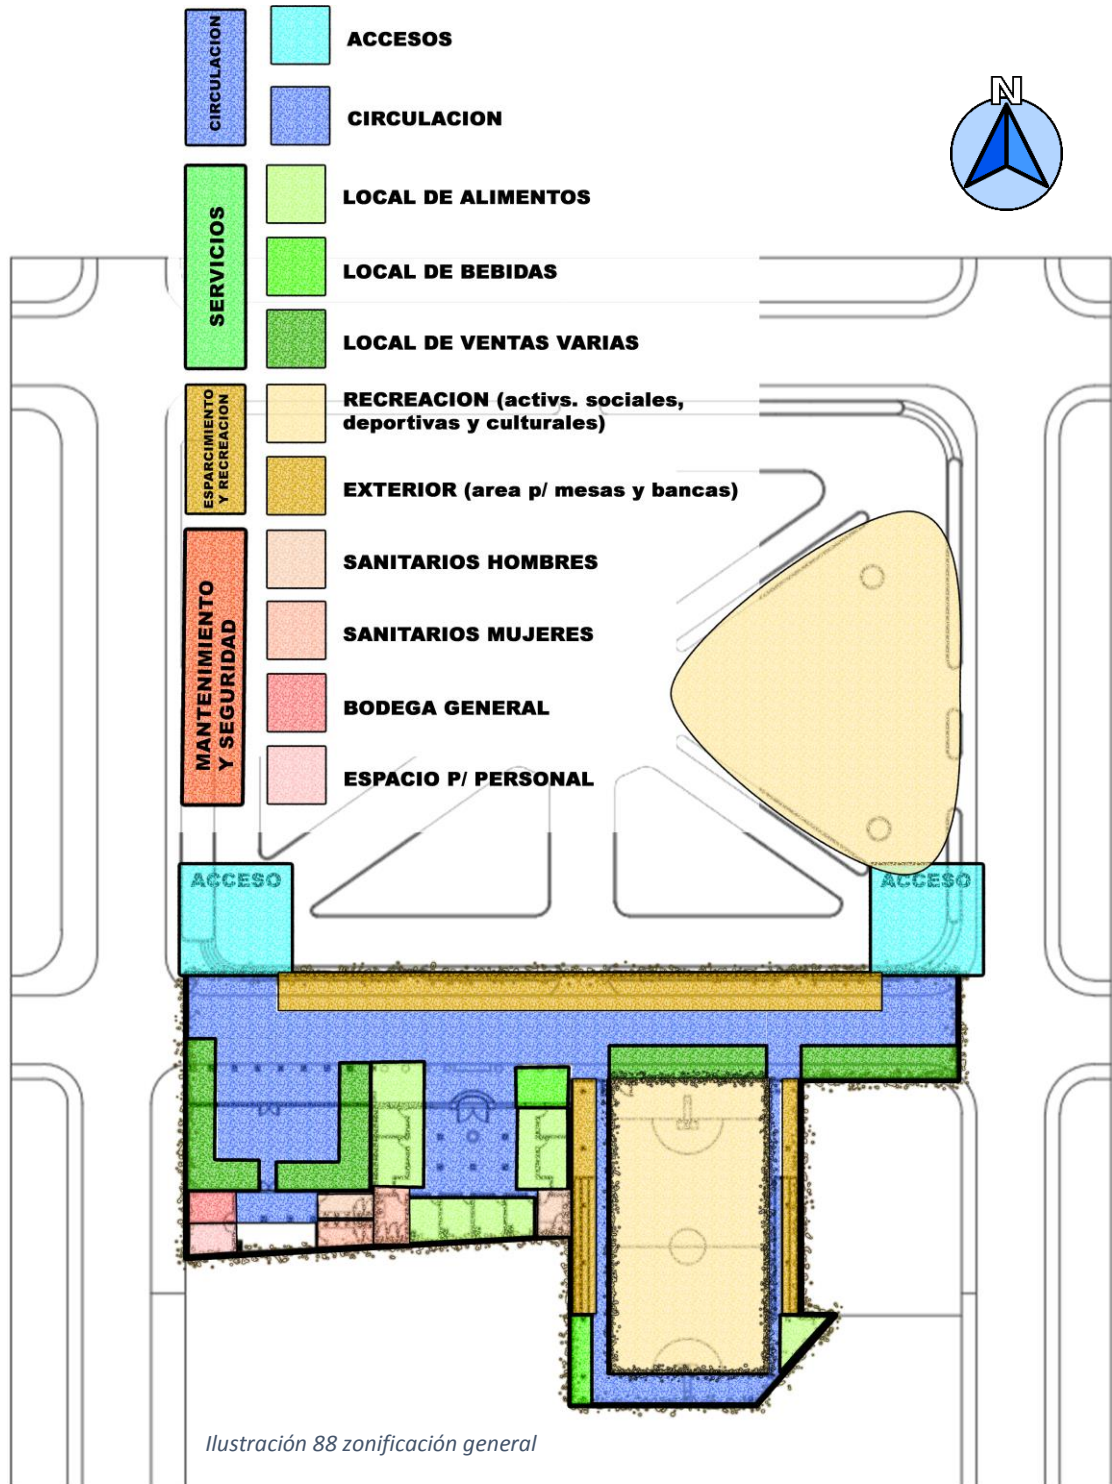 CIRCULACION
ACCESOS
CIRCULACION
N
SERVICIOS
LOCAL DE ALIMENTOS
LOCAL DE BEBIDAS
LOCAL DE VENTAS VARIAS
ESPARCIMIENTO
Y RECREACION
RECREACION (activs. sociales,
deportivas y culturales)
EXTERIOR (area p/ mesas y bancas)
MANTENIMIENTO
Y SEGURIDAD
SANITARIOS HOMBRES
SANITARIOS MUJERES
BODEGA GENERAL
ESPACIO P/ PERSONAL
ACCESO
ACCESO
Ilustración 88 zonificación general